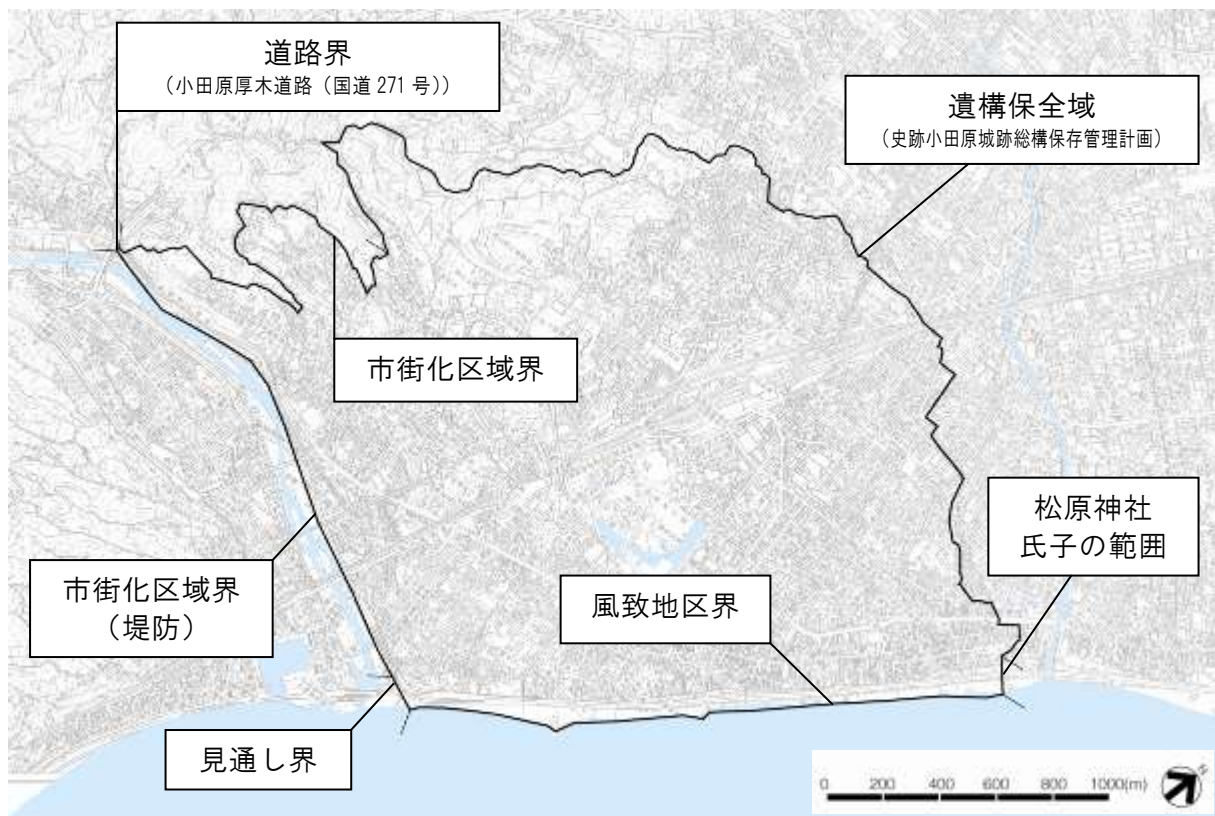 道路界
（小田原厚木道路（国道271号））
遺構保全域
（史跡小田原城跡総構保存管理計画）
市街化区域界
松原神社
氏子の範囲
市街化区域界
（堤防）
風致地区界
見通し界
0 200 400 600 800 1000(m)
N